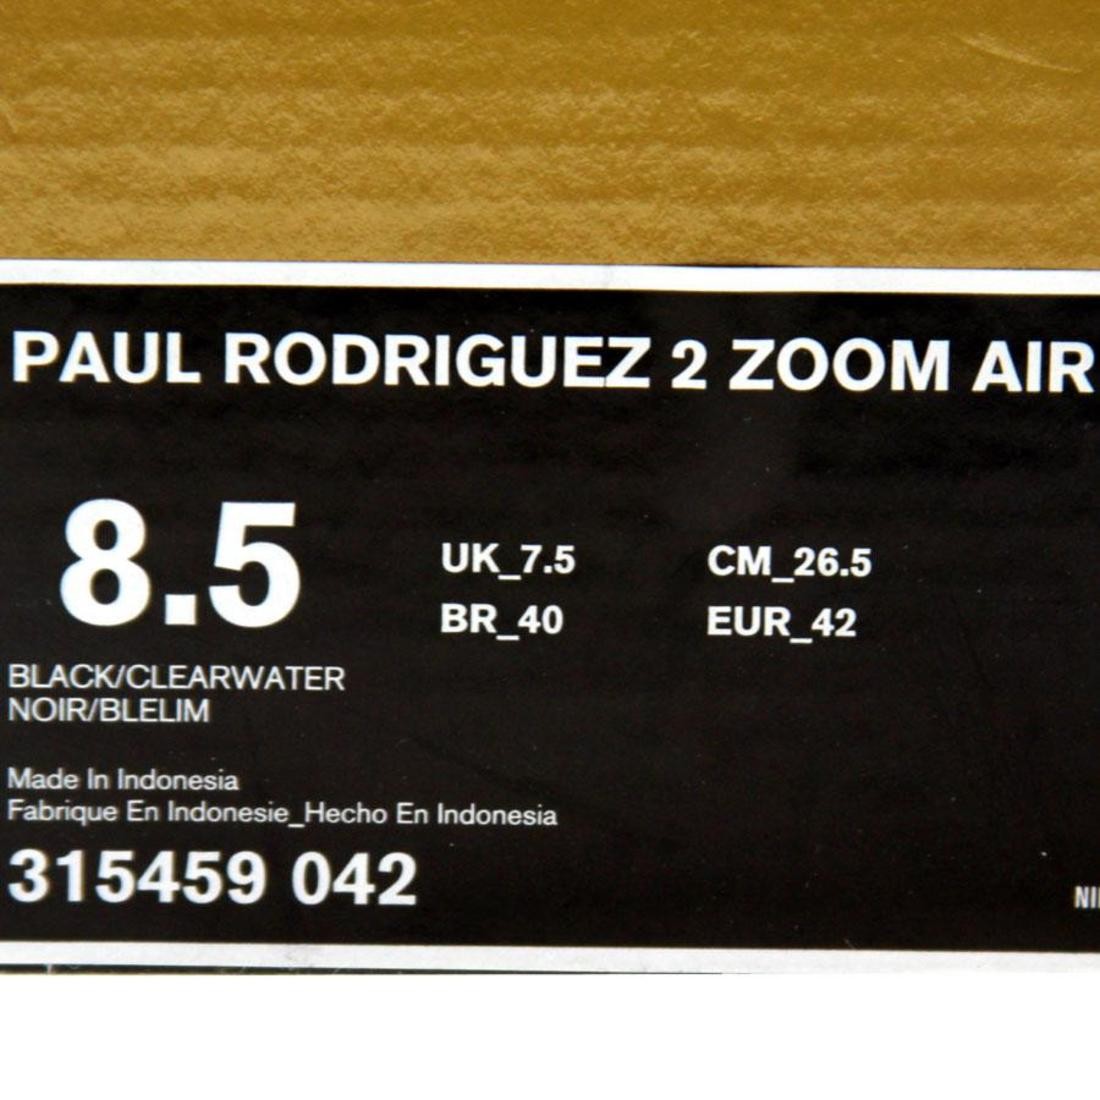 PAUL RODRIGUEZ 2 ZOOM AIR
8.5
UK_7.5 CM_26.5
BR_40 EUR_42
BLACK/CLEARWATER
NOIR/BLELIM
Made In Indonesia
Fabrique En Indonesie_Hecho En Indonesia
315459 042